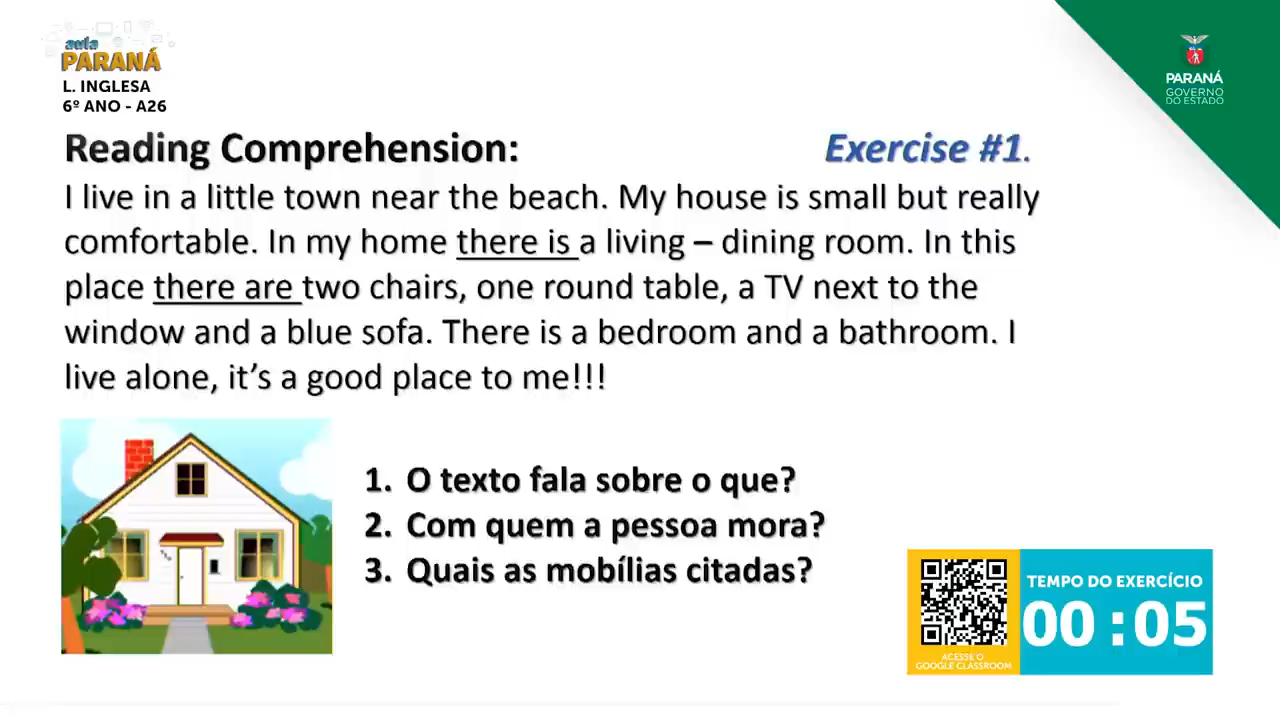 aula
PARANÁ
L. INGLESA
6º ANO - A26
PARANÁ
GOVERNO
DO ESTADO
Reading Comprehension: Exercise #1.
I live in a little town near the beach. My house is small but really
comfortable. In my home there is a living – dining room. In this
place there are two chairs, one round table, a TV next to the
window and a blue sofa. There is a bedroom and a bathroom. I
live alone, it’s a good place to me!!!
1. O texto fala sobre o que?
2. Com quem a pessoa mora?
3. Quais as mobílias citadas?
ACESSE O
GOOGLE CLASSROOM
TEMPO DO EXERCÍCIO
00 : 05